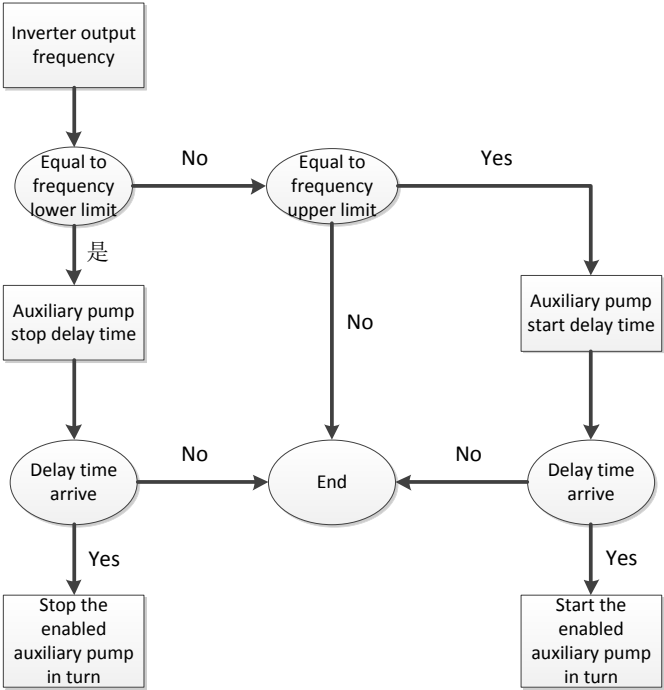 Inverter output
frequency
Equal to
frequency
lower limit
No
Equal to
frequency
upper limit
Yes
是
Auxiliary pump
stop delay time
No
Auxiliary pump
start delay time
Delay time
arrive
No
End
No
Delay time
arrive
Yes
Yes
Stop the
enabled
auxiliary pump
in turn
Start the
enabled
auxiliary pump
in turn